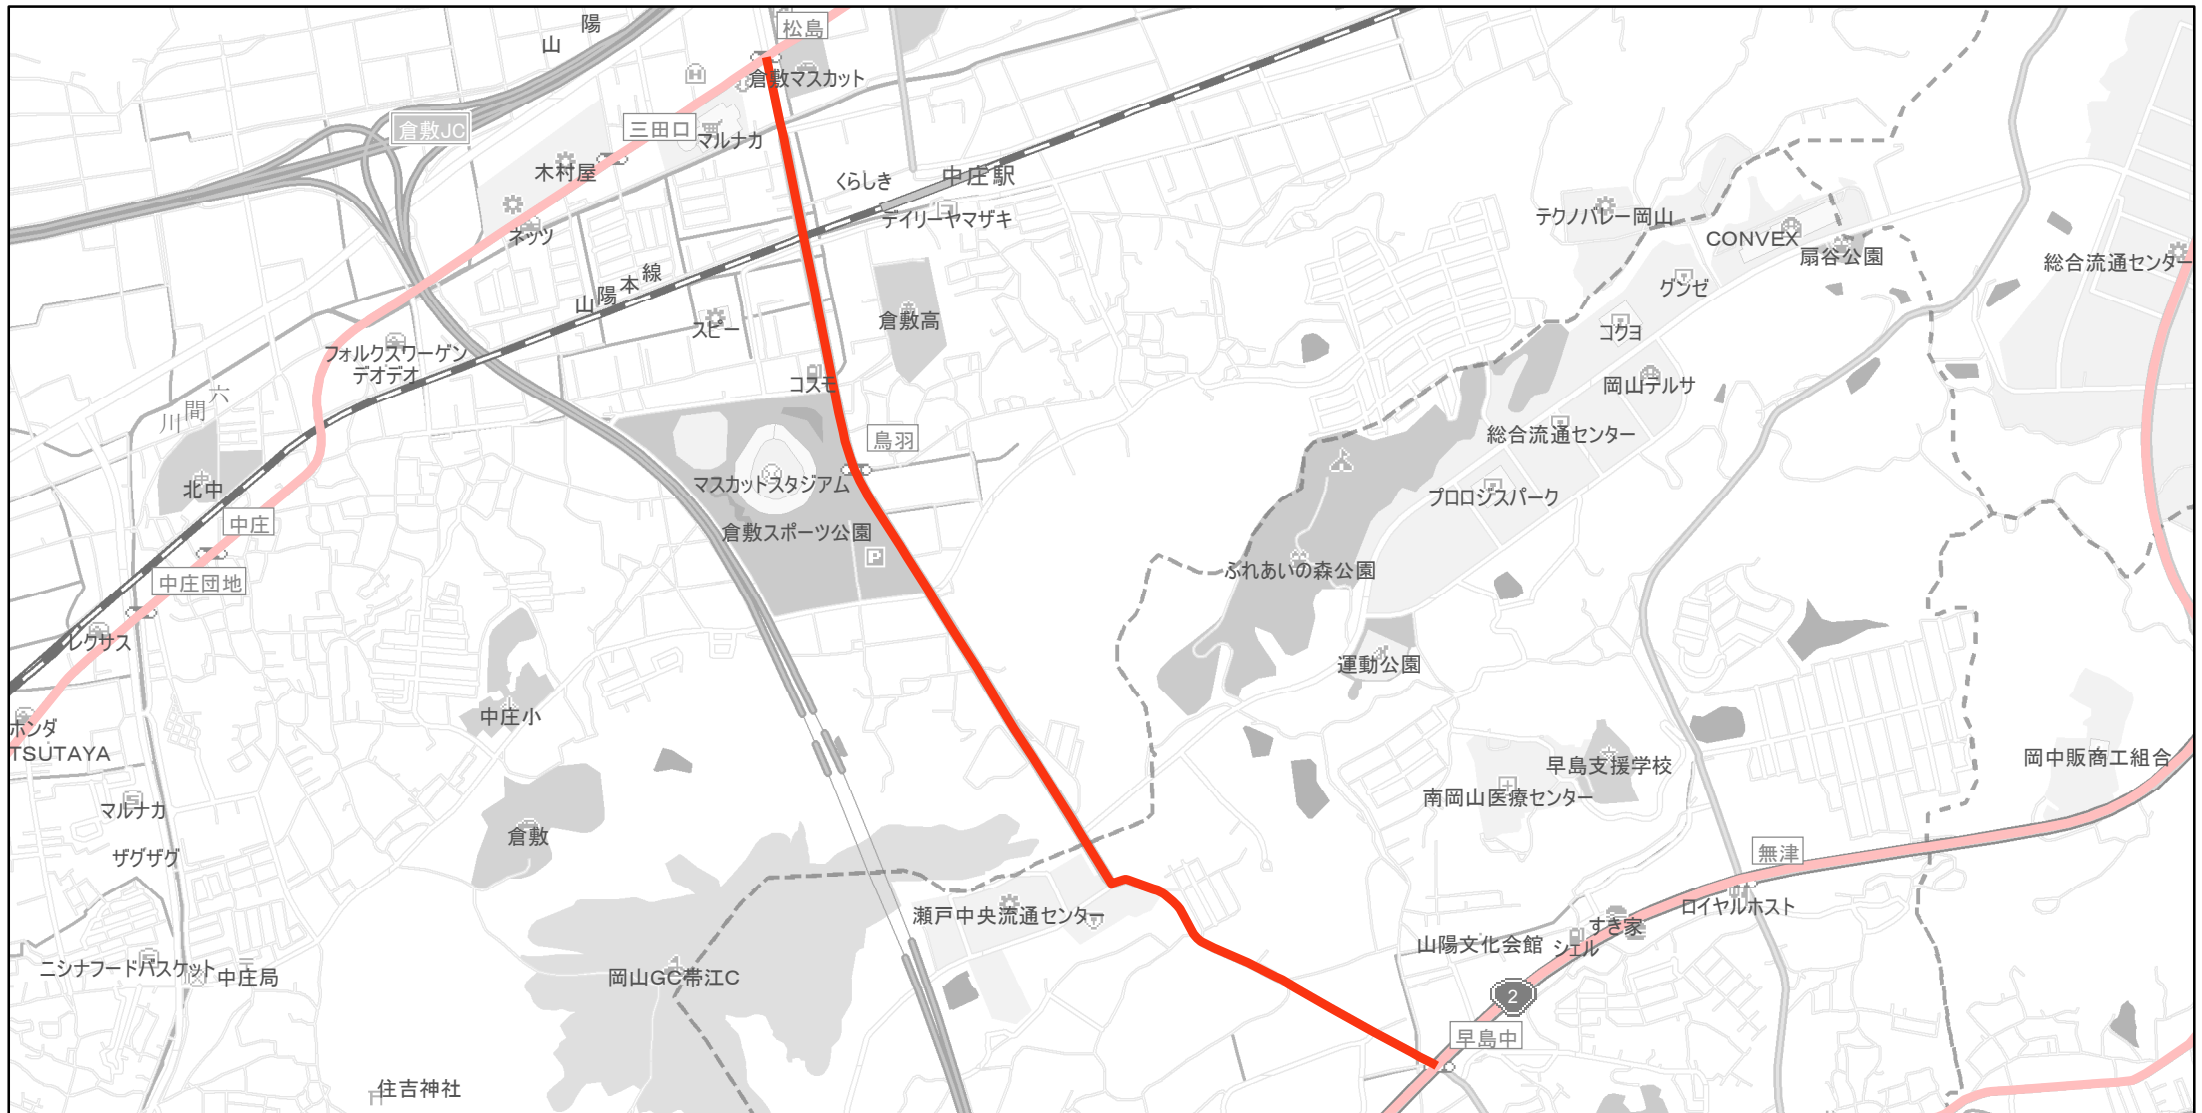 陽
山
松島
倉敷マスカット
倉敷JC
三田口
マルナカ
木村屋
くらしき
中庄駅
デイリーヤマザキ
ネッツ
テクノバレー岡山
CONVEX
扇谷公園
総合流通センター
線
本
陽
山
グンゼ
スピー
倉敷高
コクヨ
フォルクスワーゲン
デオデオ
コスモ
岡山テルサ
六
間
川
鳥羽
総合流通センター
北中
マスカットスタジアム
プロロジスパーク
中庄
倉敷スポーツ公園
P
中庄団地
ふれあいの森公園
レクサス
運動公園
中庄小
ホンダ
TSUTAYA
早島支援学校
岡中販商工組合
南岡山医療センター
マルナカ
倉敷
ザグザグ
無津
瀬戸中央流通センター
ロイヤルホスト
すき家
山陽文化会館
シェル
ニシナフードバスケット
中庄局
岡山GC帯江C
2
早島中
住吉神社